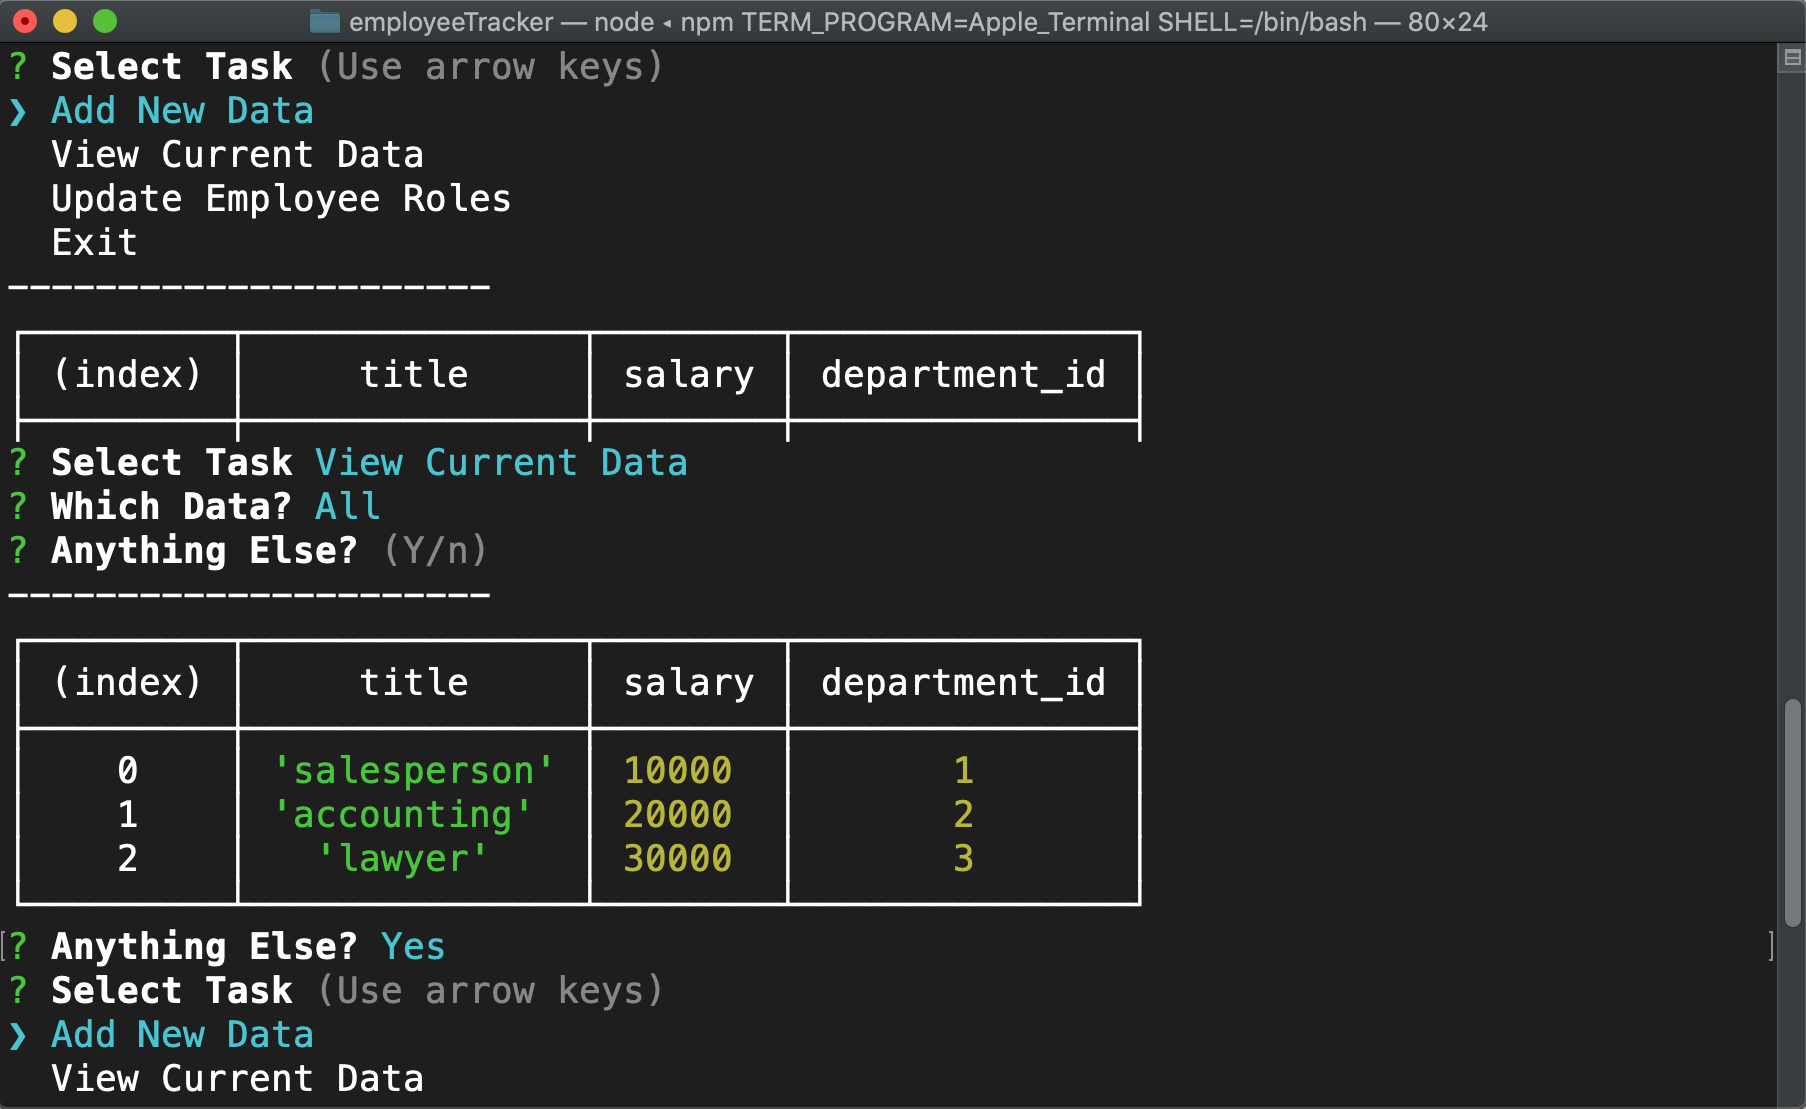 employeeTracker — node ◂ npm TERM_PROGRAM=Apple_Terminal SHELL=/bin/bash — 80×24
? Select Task (Use arrow keys)
❯ Add New Data
View Current Data
Update Employee Roles
Exit
----------------------
(index) title salary department_id
? Select Task View Current Data
? Which Data? All
? Anything Else? (Y/n)
----------------------
(index) title salary department_id
0 'salesperson' 10000 1
1 'accounting' 20000 2
2 'lawyer' 30000 3
[? Anything Else? Yes ]
? Select Task (Use arrow keys)
❯ Add New Data
View Current Data